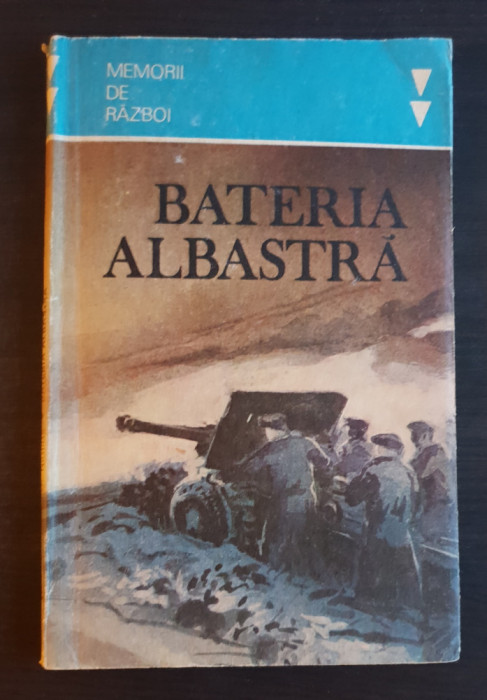 MEMORII
DE
RĂZBOI
BATERIA
ALBASTRĂ